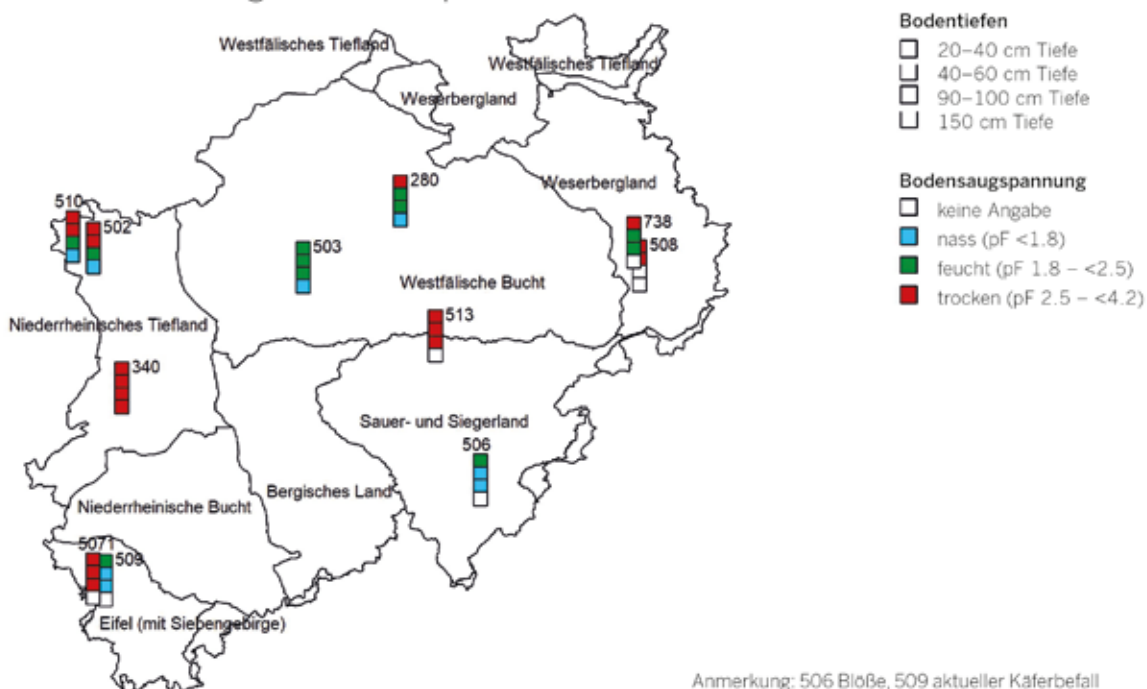 Westfälisches Tiefland
Westfälisches Tiefland
Weserbergland
Weserbergland
280
510
502
738
503
508
Westfälische Bucht
513
Niederrheinisches Tiefland
340
Sauer- und Siegerland
506
Bergisches Land
Niederrheinische Bucht
5071
509
Eifel (mit Siebengebirge)
Bodentiefen
20–40 cm Tiefe
40–60 cm Tiefe
90–100 cm Tiefe
150 cm Tiefe
Bodensaugspannung
keine Angabe
nass (pF <1.8)
feucht (pF 1.8 – <2.5)
trocken (pF 2.5 – <4.2)
Anmerkung: 506 Blöße, 509 aktueller Käferbefall